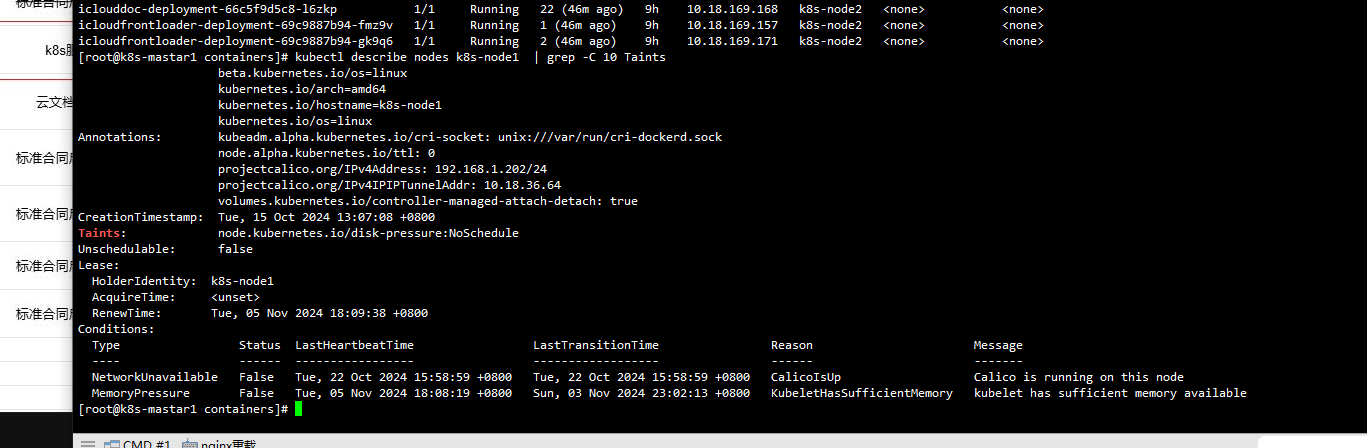 iclouddoc-deployment-66c5f9d5c8-l6zkp 1/1 Running 22 (46m ago) 9h 10.18.169.168 k8s-node2 <none> <none>
icloudfrontloader-deployment-69c9887b94-fmz9v 1/1 Running 1 (46m ago) 9h 10.18.169.157 k8s-node2 <none> <none>
icloudfrontloader-deployment-69c9887b94-gk9q6 1/1 Running 2 (46m ago) 9h 10.18.169.171 k8s-node2 <none> <none>
[root@k8s-mastar1 containers]# kubectl describe nodes k8s-node1 | grep -C 10 Taints
beta.kubernetes.io/os=linux
kubernetes.io/arch=amd64
kubernetes.io/hostname=k8s-node1
kubernetes.io/os=linux
Annotations: kubeadm.alpha.kubernetes.io/cri-socket: unix:///var/run/cri-dockerd.sock
node.alpha.kubernetes.io/ttl: 0
projectcalico.org/IPv4Address: 192.168.1.202/24
projectcalico.org/IPv4IPIPTunnelAddr: 10.18.36.64
volumes.kubernetes.io/controller-managed-attach-detach: true
CreationTimestamp: Tue, 15 Oct 2024 13:07:08 +0800
Taints: node.kubernetes.io/disk-pressure:NoSchedule
Unschedulable: false
Lease:
HolderIdentity: k8s-node1
AcquireTime: <unset>
RenewTime: Tue, 05 Nov 2024 18:09:38 +0800
Conditions:
Type Status LastHeartbeatTime LastTransitionTime Reason Message
---- ------ ----------------- ------------------ ------ -------
NetworkUnavailable False Tue, 22 Oct 2024 15:58:59 +0800 Tue, 22 Oct 2024 15:58:59 +0800 CalicoIsUp Calico is running on this node
MemoryPressure False Tue, 05 Nov 2024 18:08:19 +0800 Sun, 03 Nov 2024 23:02:13 +0800 KubeletHasSufficientMemory kubelet has sufficient memory available
[root@k8s-mastar1 containers]#
k8s
云文档
标准合同
标准合同
标准合同
标准合同
CMD #1 nginx重载